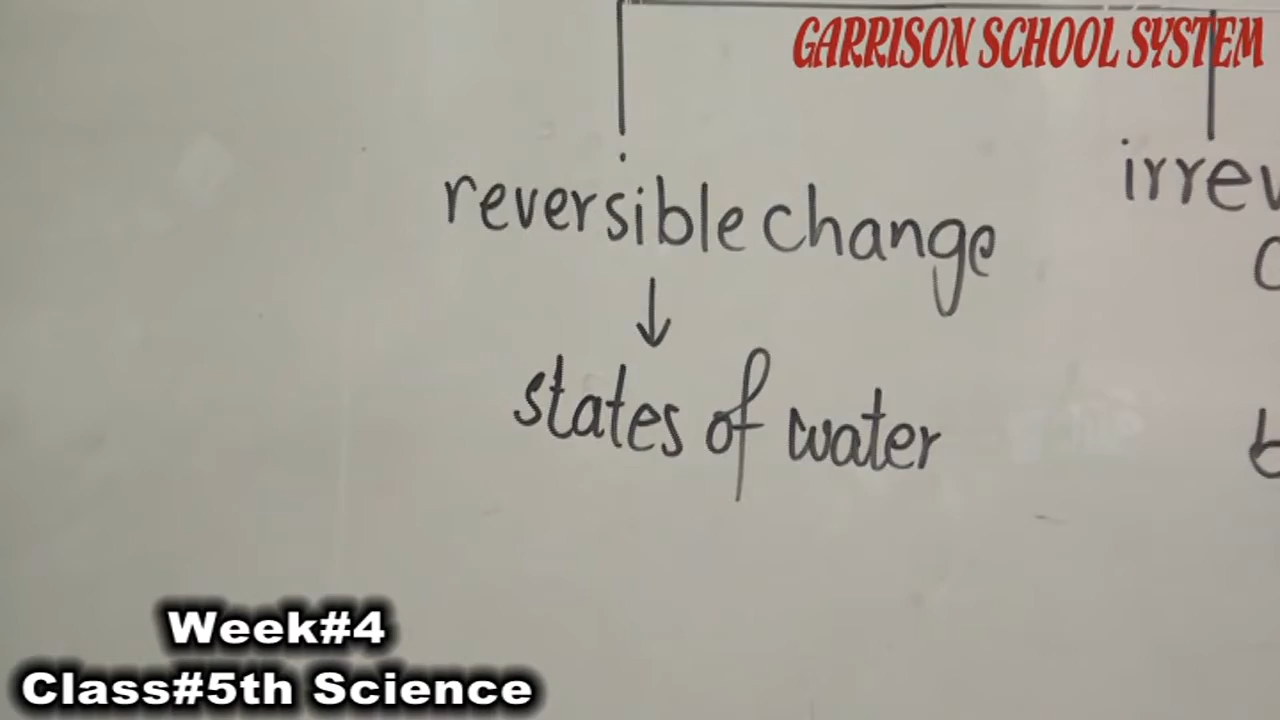 GARRISON SCHOOL SYSTEM
reversible change
↓
states of water
Week#4
Class#5th Science